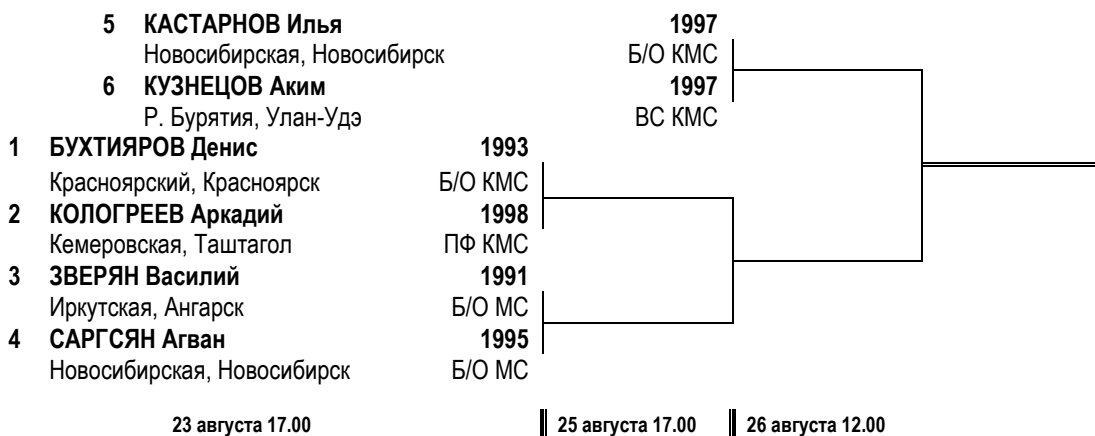 5 КАСТАРНОВ Илья 1997
Новосибирская, Новосибирск Б/О КМС
6 КУЗНЕЦОВ Аким 1997
Р. Бурятия, Улан-Удэ ВС КМС
1 БУХТИЯРОВ Денис 1993
Красноярский, Красноярск Б/О КМС
2 КОЛОГРЕЕВ Аркадий 1998
Кемеровская, Таштагол ПФ КМС
3 ЗВЕРЯН Василий 1991
Иркутская, Ангарск Б/О МС
4 САРГСЯН Агван 1995
Новосибирская, Новосибирск Б/О МС
23 августа 17.00 25 августа 17.00 26 августа 12.00